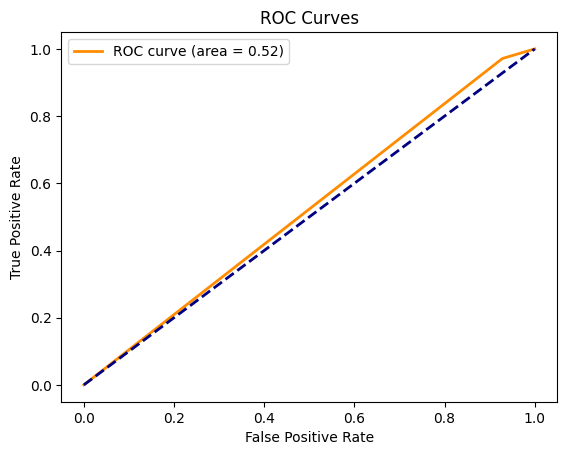 ROC Curves
ROC curve (area = 0.52)
True Positive Rate
1.0
0.8
0.6
0.4
0.2
0.0
0.0 0.2 0.4 0.6 0.8 1.0
False Positive Rate